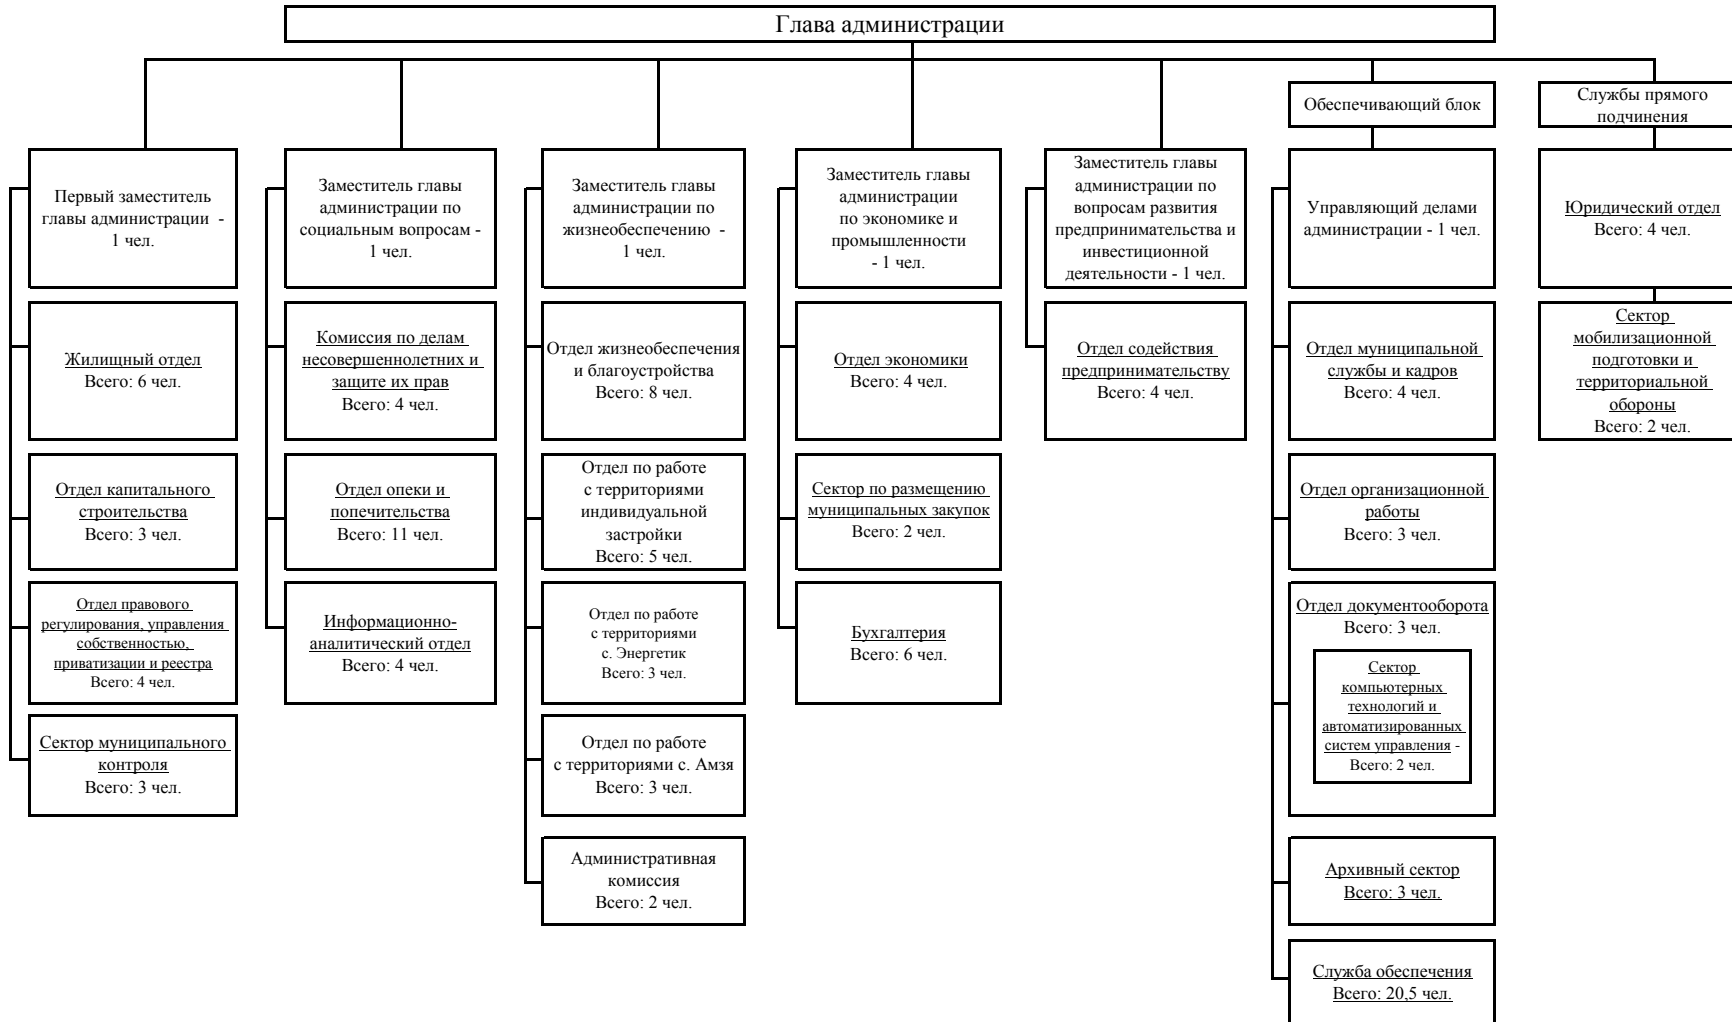 Глава администрации
Обеспечивающий блок
Службы прямого
подчинения
Первый заместитель
главы администрации -
1 чел.
Заместитель главы
администрации по
социальным вопросам -
1 чел.
Заместитель главы
администрации по
жизнеобеспечению -
1 чел.
Заместитель главы
администрации
по экономике и
промышленности
- 1 чел.
Заместитель главы
администрации по
вопросам развития
предпринимательства и
инвестиционной
деятельности - 1 чел.
Управляющий делами
администрации - 1 чел.
Юридический отдел
Всего: 4 чел.
Жилищный отдел
Всего: 6 чел.
Комиссия по делам
несовершеннолетних и
защите их прав
Всего: 4 чел.
Отдел жизнеобеспечения
и благоустройства
Всего: 8 чел.
Отдел экономики
Всего: 4 чел.
Отдел содействия
предпринимательству
Всего: 4 чел.
Отдел муниципальной
службы и кадров
Всего: 4 чел.
Сектор
мобилизационной
подготовки и
территориальной
обороны
Всего: 2 чел.
Отдел капитального
строительства
Всего: 3 чел.
Отдел опеки и
попечительства
Всего: 11 чел.
Отдел по работе
с территориями
индивидуальной
застройки
Всего: 5 чел.
Сектор по размещению
муниципальных закупок
Всего: 2 чел.
Отдел организационной
работы
Всего: 3 чел.
Отдел правового
регулирования, управления
собственностью,
приватизации и реестра
Всего: 4 чел.
Информационно-
аналитический отдел
Всего: 4 чел.
Отдел по работе
с территориями
с. Энергетик
Всего: 3 чел.
Бухгалтерия
Всего: 6 чел.
Отдел документооборота
Всего: 3 чел.
Сектор
компьютерных
технологий и
автоматизированных
систем управления -
Всего: 2 чел.
Сектор муниципального
контроля
Всего: 3 чел.
Отдел по работе
с территориями с. Амзя
Всего: 3 чел.
Административная
комиссия
Всего: 2 чел.
Архивный сектор
Всего: 3 чел.
Служба обеспечения
Всего: 20,5 чел.